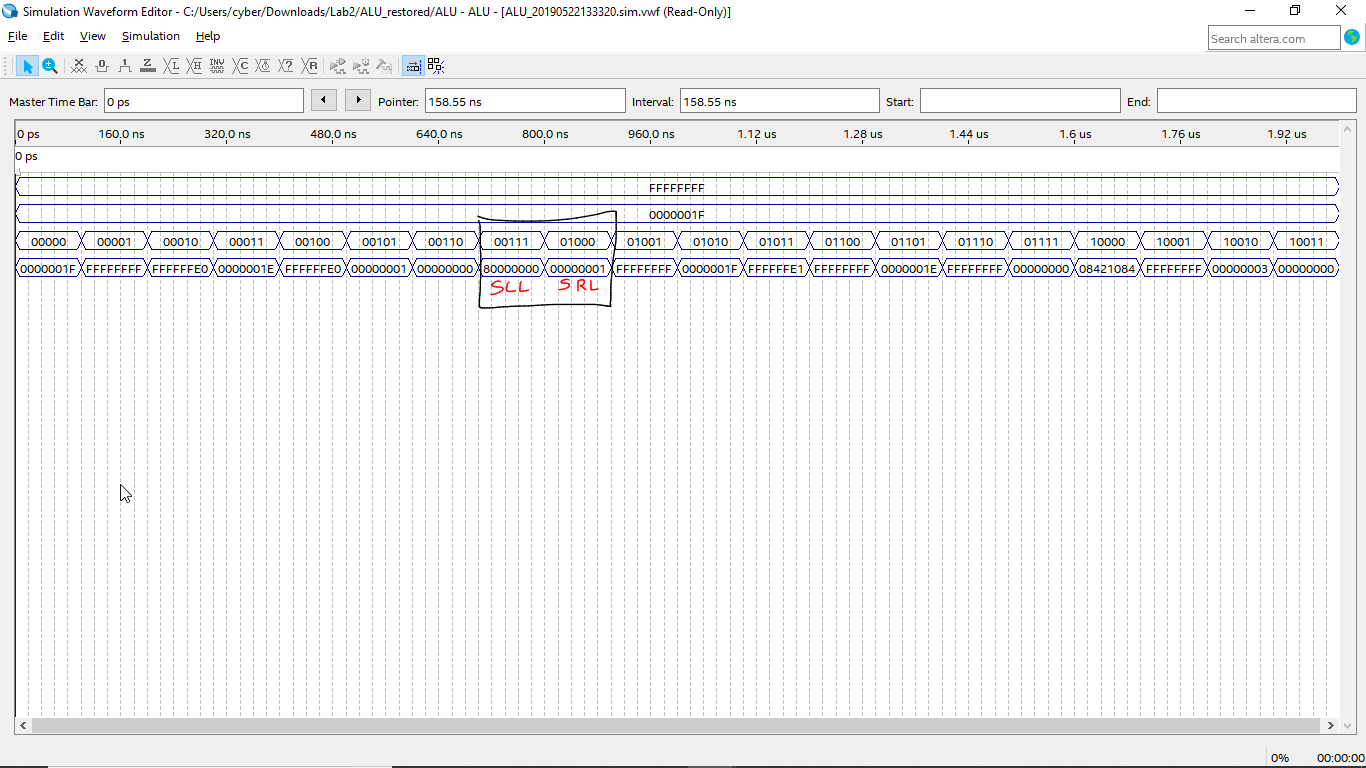 Simulation Waveform Editor - C:/Users/cyber/Downloads/Lab2/ALU_restored/ALU - ALU - [ALU_20190522133320.sim.vwf (Read-Only)]
File Edit View Simulation Help
Search altera.com
Master Time Bar: 0 ps Pointer: 158.55 ns Interval: 158.55 ns Start: End:
0 ps 160.0 ns 320.0 ns 480.0 ns 640.0 ns 800.0 ns 960.0 ns 1.12 us 1.28 us 1.44 us 1.6 us 1.76 us 1.92 us
0 ps
FFFFFFFF
0000001F
00000 00001 00010 00011 00100 00101 00110 00111 01000 01001 01010 01011 01100 01101 01110 01111 10000 10001 10010 10011
0000001F FFFFFFFF FFFFFFE0 0000001E FFFFFFE0 00000001 00000000 80000000 00000001 FFFFFFFF 0000001F FFFFFFE1 FFFFFFFF 0000001E FFFFFFFF 00000000 08421084 FFFFFFFF 00000003 00000000
SLL SRL
0% 00:00:00